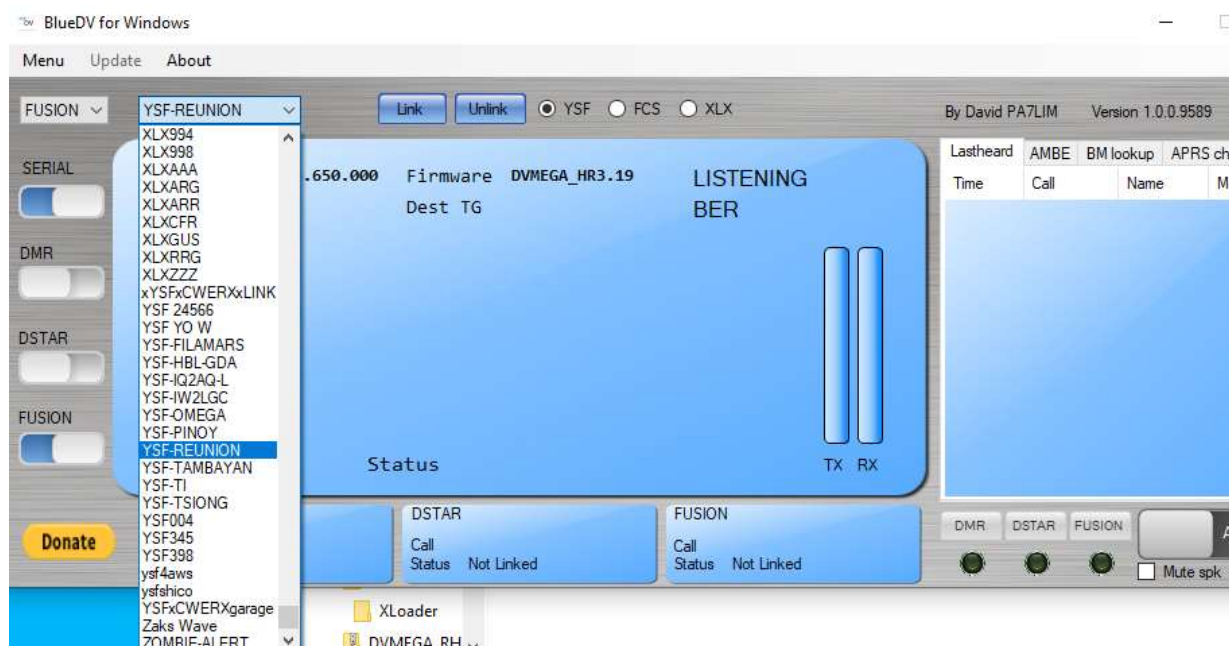 BlueDV for Windows
Menu Update About
FUSION YSF-REUNION Link Unlink YSF FCS XLX By David PA7LIM Version 1.0.0.9589
XLX994
XLX998
XLXAAA
XLXARG
XLXARR
XLXCFR
XLXGUS
XLXRRG
XLXZZZ
xYSFxCWERXxLINK
YSF 24566
YSF YO W
YSF-FILAMARS
YSF-HBL-GDA
YSF-IQ2AQ-L
YSF-IW2LGC
YSF-OMEGA
YSF-PINOY
YSF-REUNION
YSF-TAMBAYAN
YSF-TI
YSF-TSIONG
YSF004
YSF345
YSF398
ysf4aws
ysfshico
YSFxCWERXgarage
Zaks Wave
ZOMBIE-ALERT
SERIAL
DMR
DSTAR
FUSION
Donate
.650.000 Firmware DVMEGA_HR3.19 LISTENING
Dest TG BER
Status TX RX
DSTAR
Call
Status Not Linked
FUSION
Call
Status Not Linked
Lastheard AMBE BM lookup APRS ch
Time Call Name M
DMR DSTAR FUSION A
Mute spk
XLoader
DVMEGA_RH